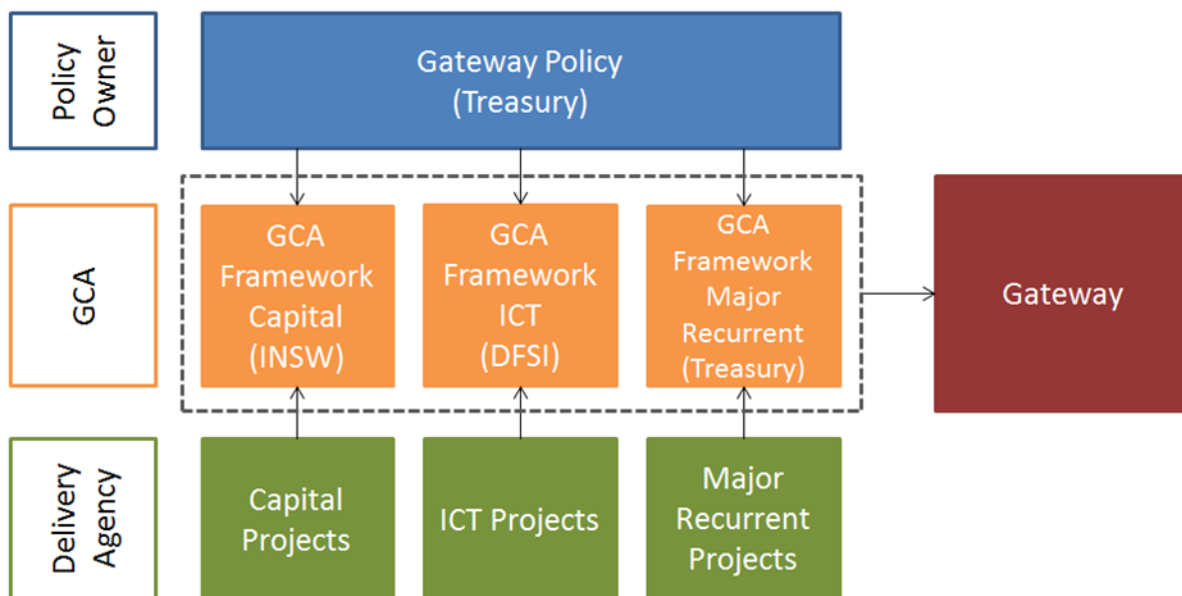 Policy
Owner
Gateway Policy
(Treasury)
GCA
GCA
Framework
Capital
(INSW)
GCA
Framework
ICT
(DFSI)
GCA
Framework
Major
Recurrent
(Treasury)
Gateway
Delivery
Agency
Capital
Projects
ICT Projects
Major
Recurrent
Projects